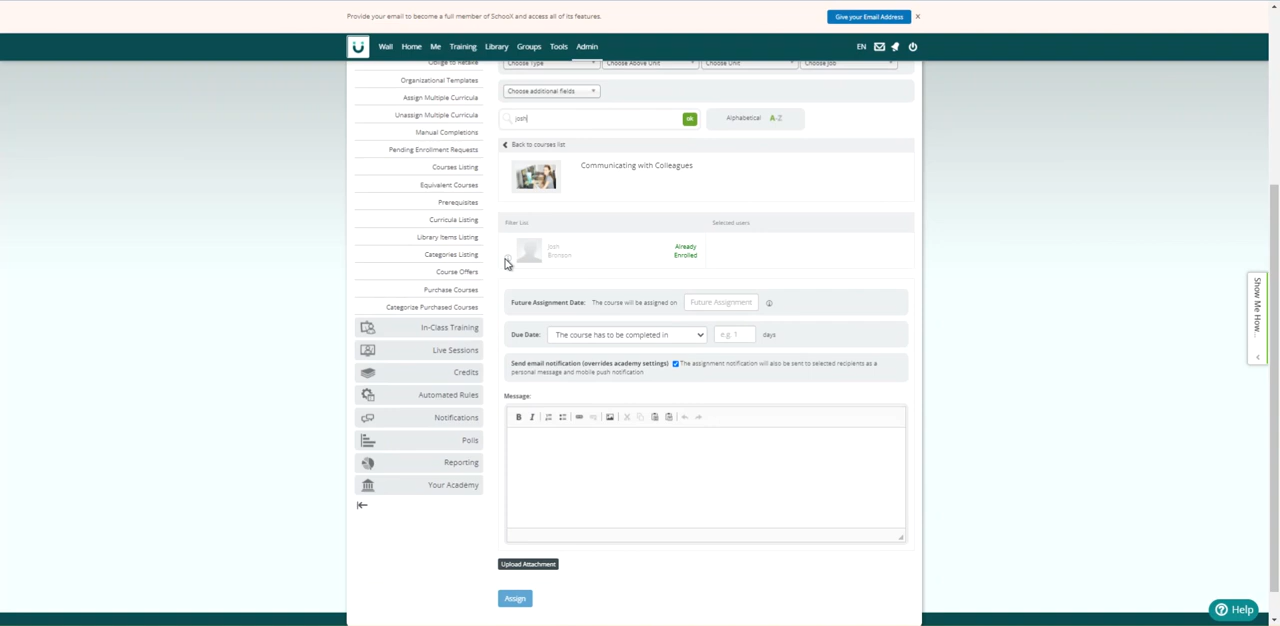 Provide your email to become a full member of SchooX and access all of its features.
Give your Email Address
×
Wall Home Me Training Library Groups Tools Admin
EN
Oblige to Retake
Organizational Templates
Assign Multiple Curricula
Unassign Multiple Curricula
Manual Completions
Pending Enrollment Requests
Courses Listing
Equivalent Courses
Prerequisites
Curricula Listing
Library Items Listing
Categories Listing
Course Offers
Purchase Courses
Categorize Purchased Courses
In-Class Training
Live Sessions
Credits
Automated Rules
Notifications
Polls
Reporting
Your Academy
Choose Type Choose Above Unit Choose Unit Choose Job
Choose additional fields
josh
ok
Alphabetical A-Z
Back to courses list
Communicating with Colleagues
Filter List Selected users
Josh
Bronson
Already
Enrolled
Future Assignment Date: The course will be assigned on Future Assignment
Due Date: The course has to be completed in e.g. 1 days
Send email notification (overrides academy settings) The assignment notification will also be sent to selected recipients as a
personal message and mobile push notification
Message:
B I
Upload Attachment
Assign
Show Me How...
Help